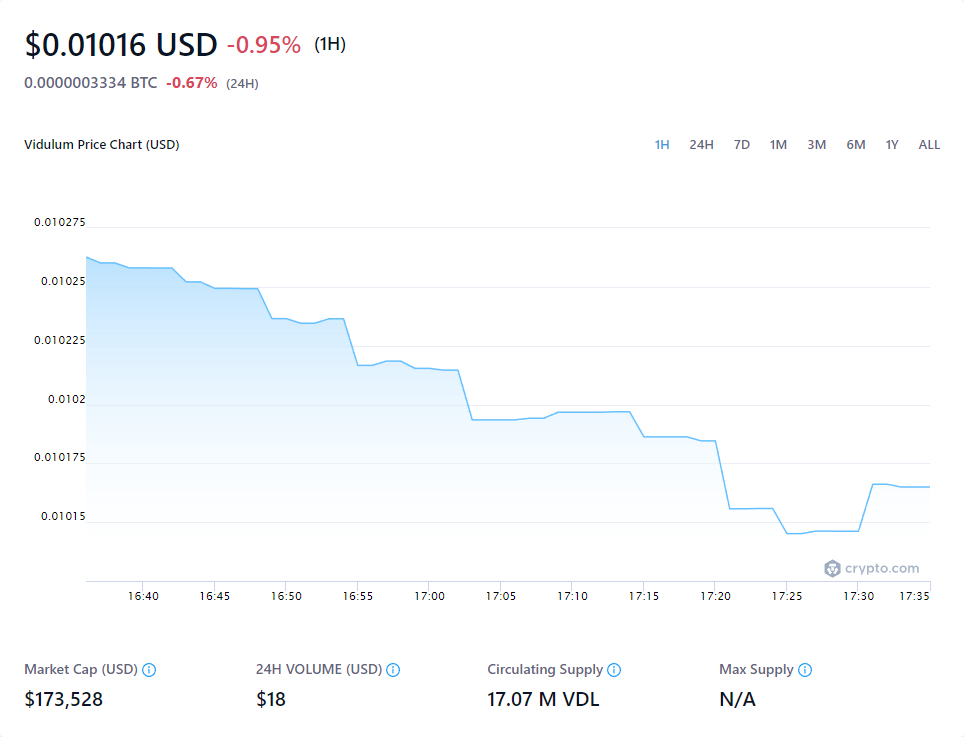 $0.01016 USD -0.95% (1H)
0.0000003334 BTC -0.67% (24H)
Vidulum Price Chart (USD) 1H 24H 7D 1M 3M 6M 1Y ALL
0.010275
0.01025
0.010225
0.0102
0.010175
0.01015
crypto.com
16:40 16:45 16:50 16:55 17:00 17:05 17:10 17:15 17:20 17:25 17:30 17:35
Market Cap (USD) 24H VOLUME (USD) Circulating Supply Max Supply
$173,528 $18 17.07 M VDL N/A